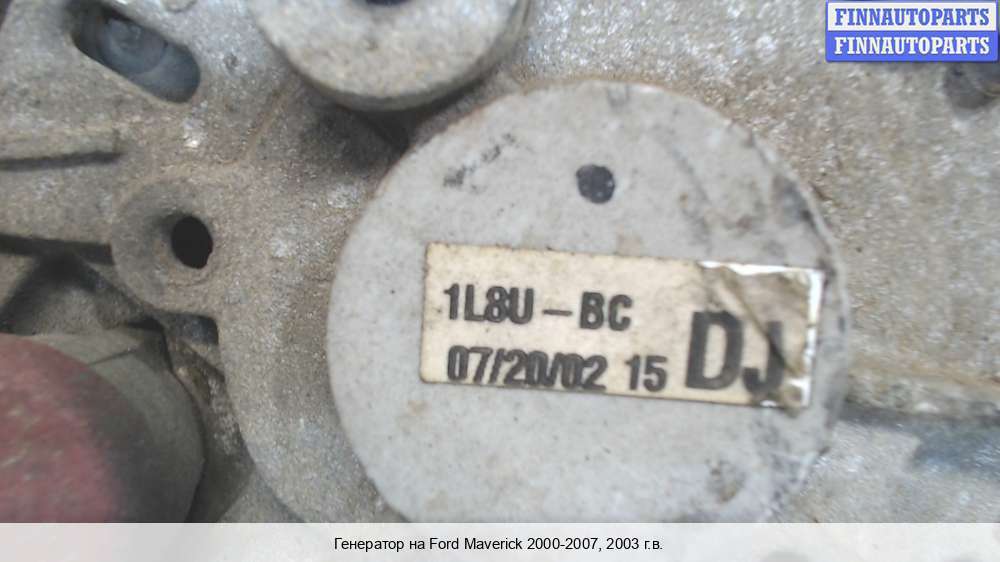 FINNAUTOPARTS
FINNAUTOPARTS
1L8U – BC
07/20/02 15 DJ
Генератор на Ford Maverick 2000-2007, 2003 г.в.